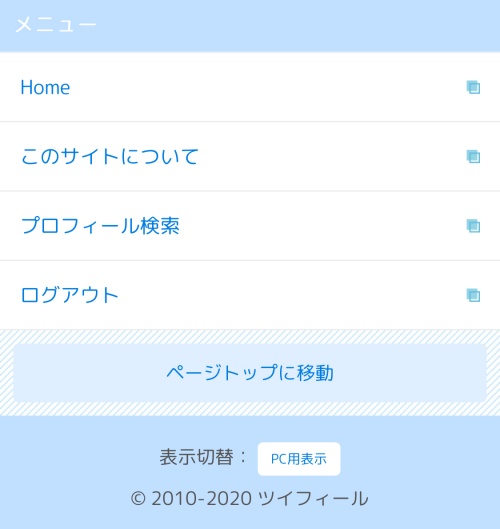 メニュー
Home
このサイトについて
プロフィール検索
ログアウト
ページトップに移動
表示切替： PC用表示
© 2010-2020 ツイフィール